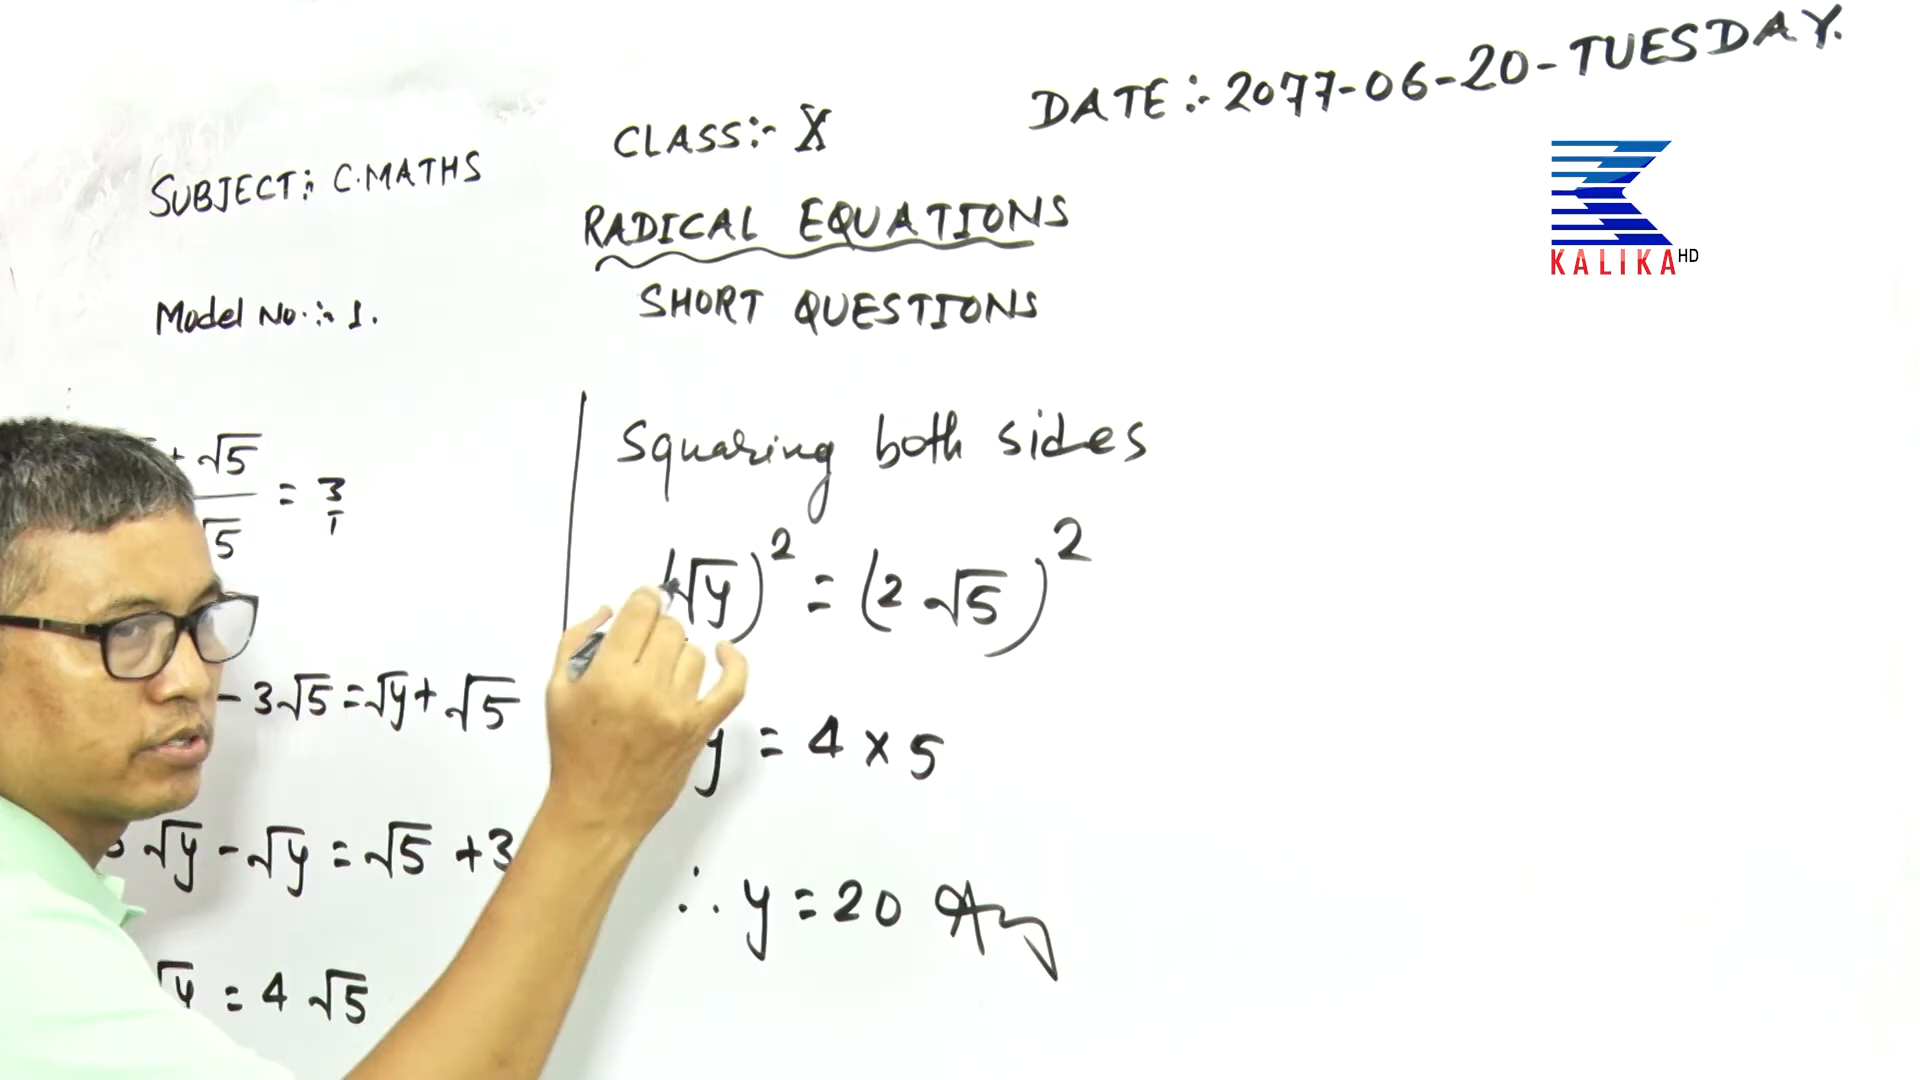 DATE :- 2077-06-20-TUESDAY.
CLASS:- X
SUBJECT:- C.MATHS
RADICAL EQUATIONS
SHORT QUESTIONS
Model No.:- 1.
KALIKA HD
+ √5
√5
= 3/1
- 3√5 = √y + √5
√y - √y = √5 + 3
√y = 4 √5
Squaring both sides
(√y)² = (2 √5)²
y = 4 × 5
∴ y = 20